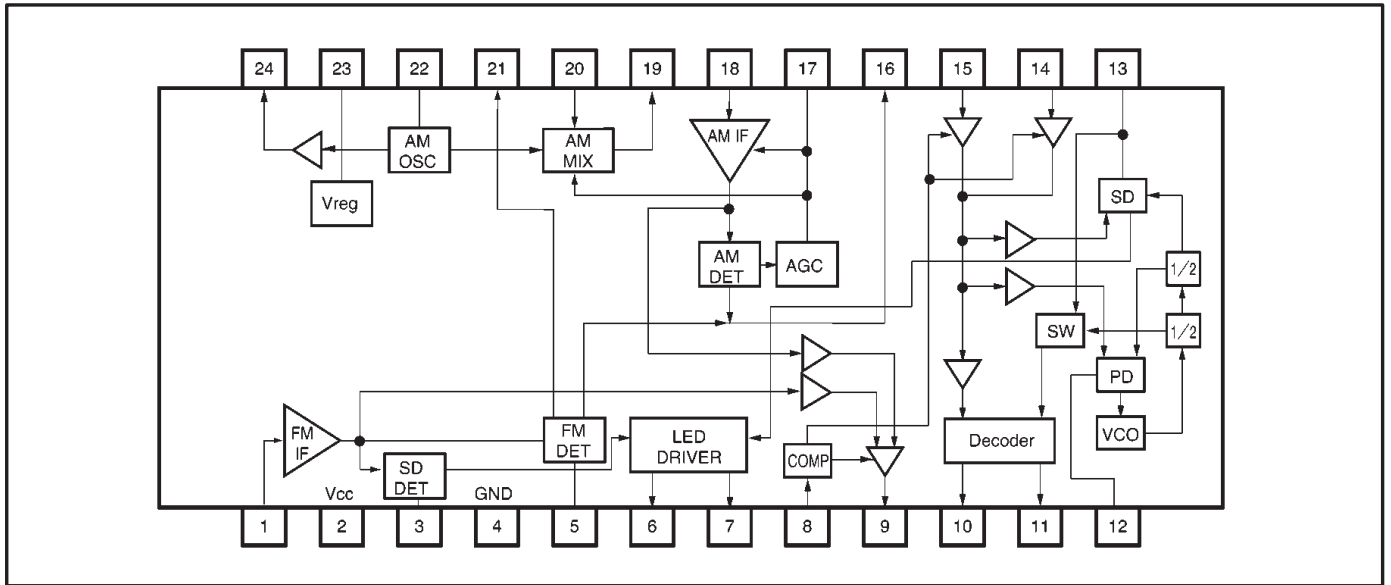 24 23 22 21 20 19 18 17 16 15 14 13
AM
OSC
AM
MIX
AM IF
Vreg
SD
AM
DET
AGC
1/2
SW
1/2
PD
FM
IF
FM
DET
LED
DRIVER
COMP
Decoder
VCO
SD
DET
Vcc
GND
1 2 3 4 5 6 7 8 9 10 11 12